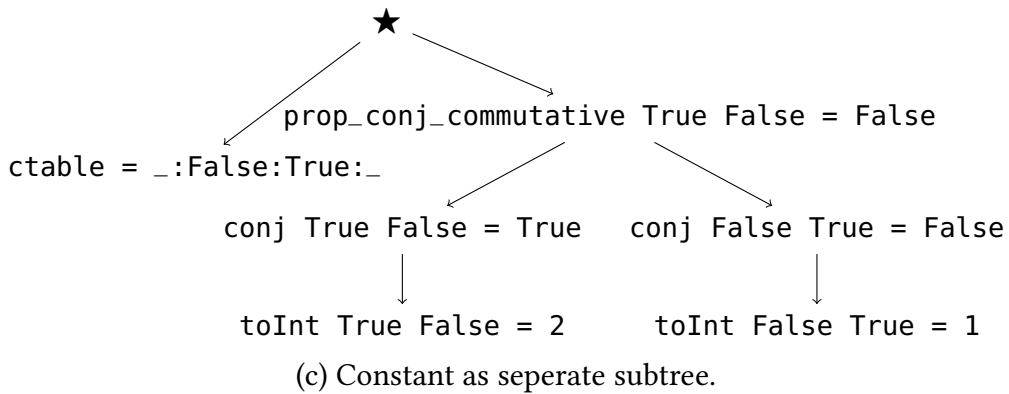 ★
prop_conj_commutative True False = False
ctable = _:False:True:_
conj True False = True
conj False True = False
toInt True False = 2
toInt False True = 1
(c) Constant as seperate subtree.